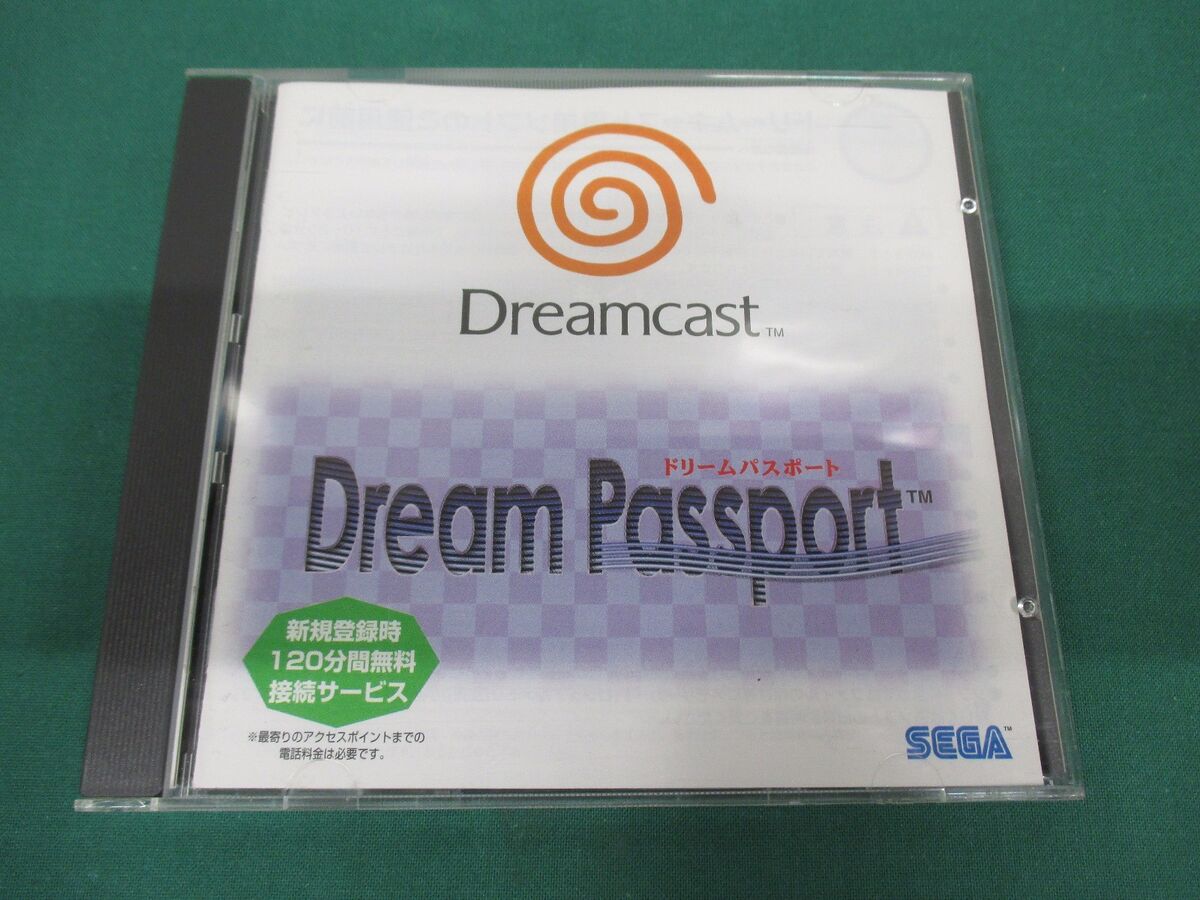 Dreamcast™
ドリームパスポート
Dream Passport™
新規登録時
120分間無料
接続サービス
※最寄りのアクセスポイントまでの
電話料金は必要です。
SEGA™